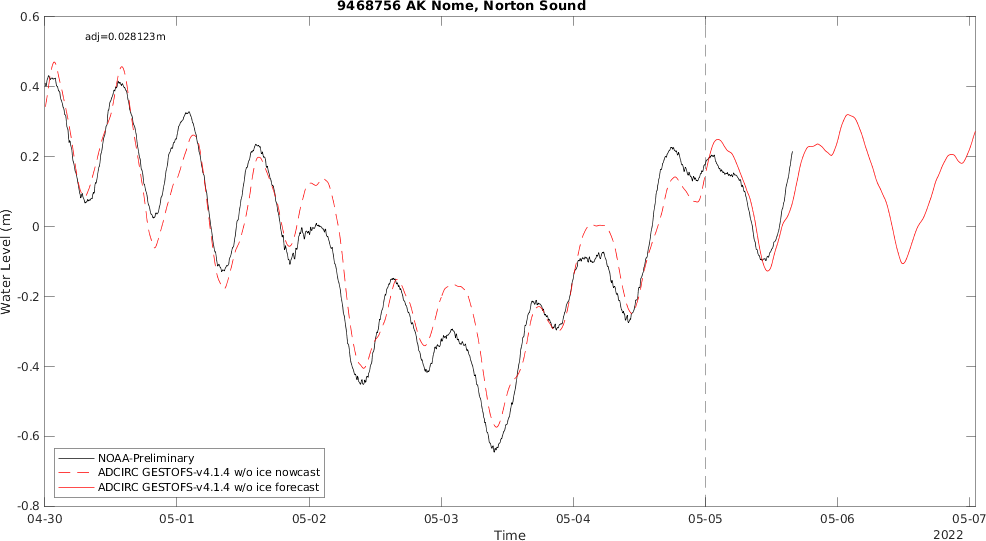 9468756 AK Nome, Norton Sound
adj=0.028123m
0.6
0.4
0.2
0
-0.2
-0.4
-0.6
-0.8
Water Level (m)
NOAA-Preliminary
ADCIRC GESTOFS-v4.1.4 w/o ice nowcast
ADCIRC GESTOFS-v4.1.4 w/o ice forecast
04-30 05-01 05-02 05-03 05-04 05-05 05-06 05-07
Time
2022